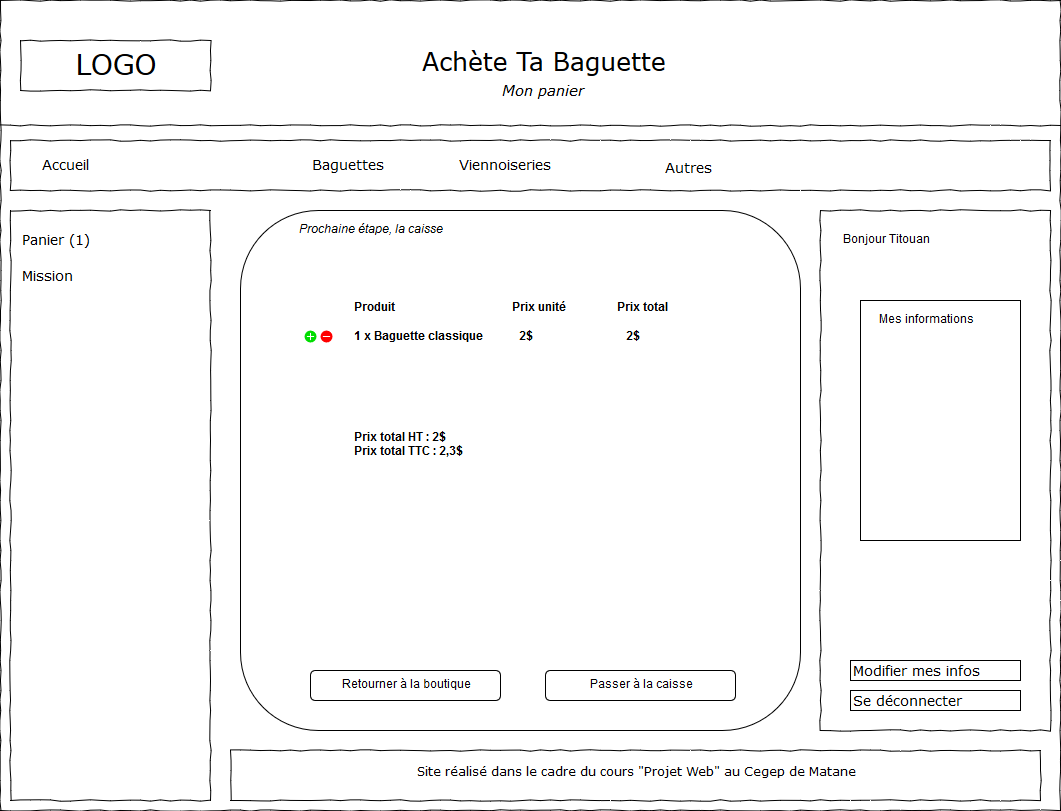 LOGO
Achète Ta Baguette
Mon panier
Accueil
Baguettes
Viennoiseries
Autres
Panier (1)
Mission
Prochaine étape, la caisse
Produit
Prix unité
Prix total
1 x Baguette classique
2$
2$
Prix total HT : 2$
Prix total TTC : 2,3$
Retourner à la boutique
Passer à la caisse
Bonjour Titouan
Mes informations
Modifier mes infos
Se déconnecter
Site réalisé dans le cadre du cours "Projet Web" au Cegep de Matane